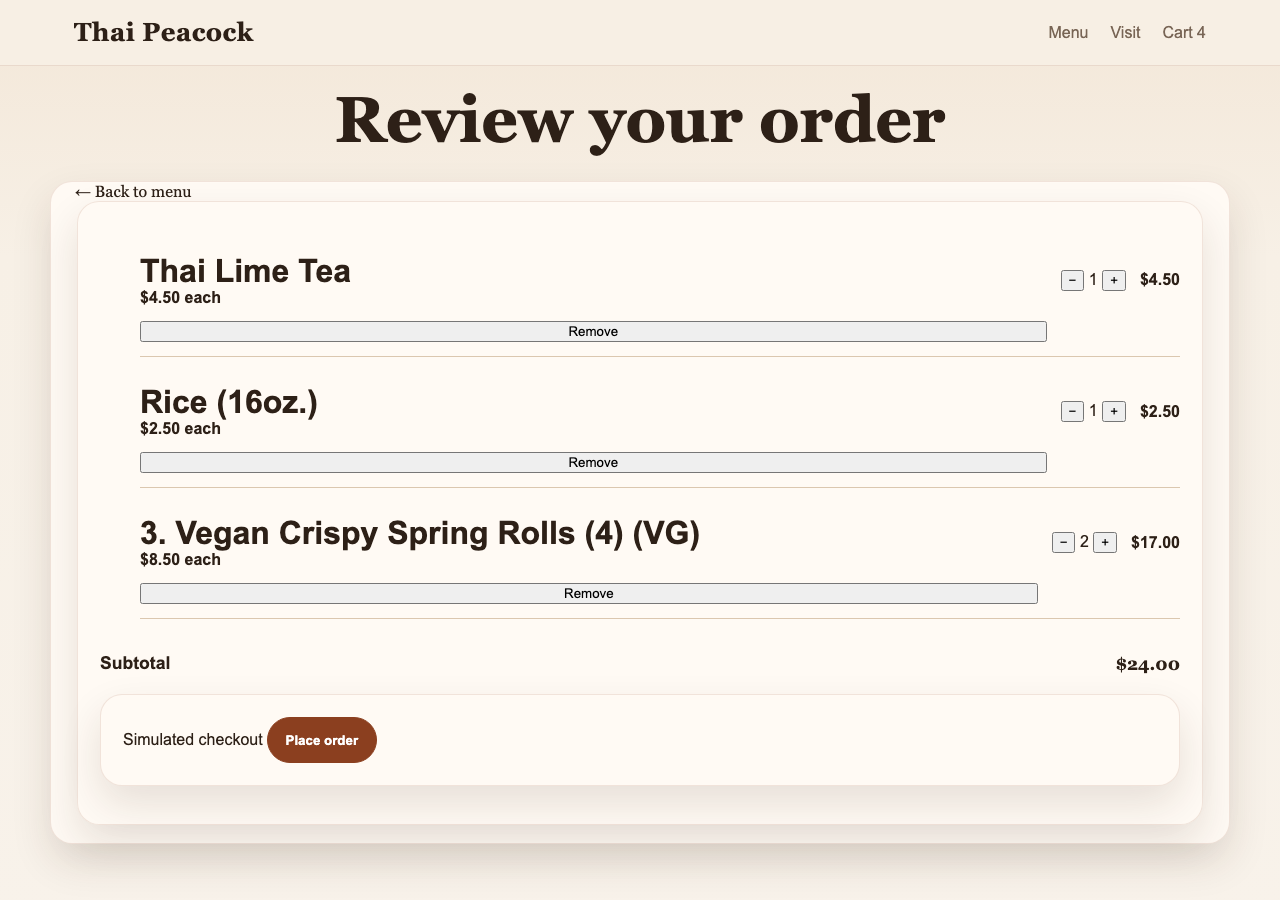 Thai Peacock
Menu Visit Cart 4
Review your order
← Back to menu
Thai Lime Tea
$4.50 each
− 1 + $4.50
Remove
Rice (16oz.)
$2.50 each
− 1 + $2.50
Remove
3. Vegan Crispy Spring Rolls (4) (VG)
$8.50 each
− 2 + $17.00
Remove
Subtotal $24.00
Simulated checkout Place order